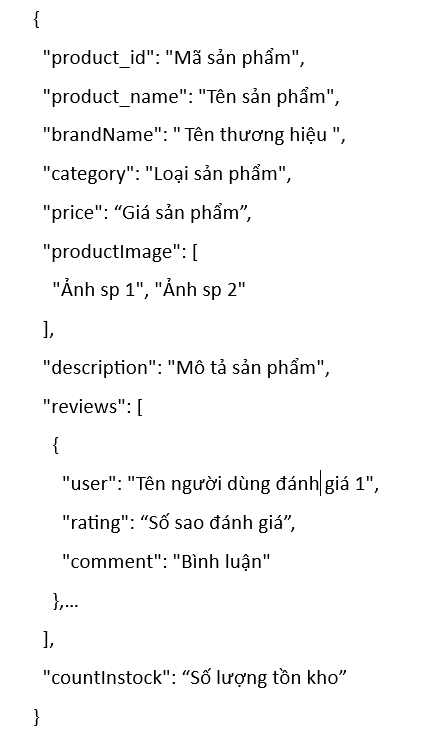 {
"product_id": "Mã sản phẩm",
"product_name": "Tên sản phẩm",
"brandName": " Tên thương hiệu ",
"category": "Loại sản phẩm",
"price": “Giá sản phẩm”,
"productImage": [
"Ảnh sp 1", "Ảnh sp 2"
],
"description": "Mô tả sản phẩm",
"reviews": [
{
"user": "Tên người dùng đánh giá 1",
"rating": “Số sao đánh giá”,
"comment": "Bình luận"
},...
],
"countInstock": “Số lượng tồn kho”
}